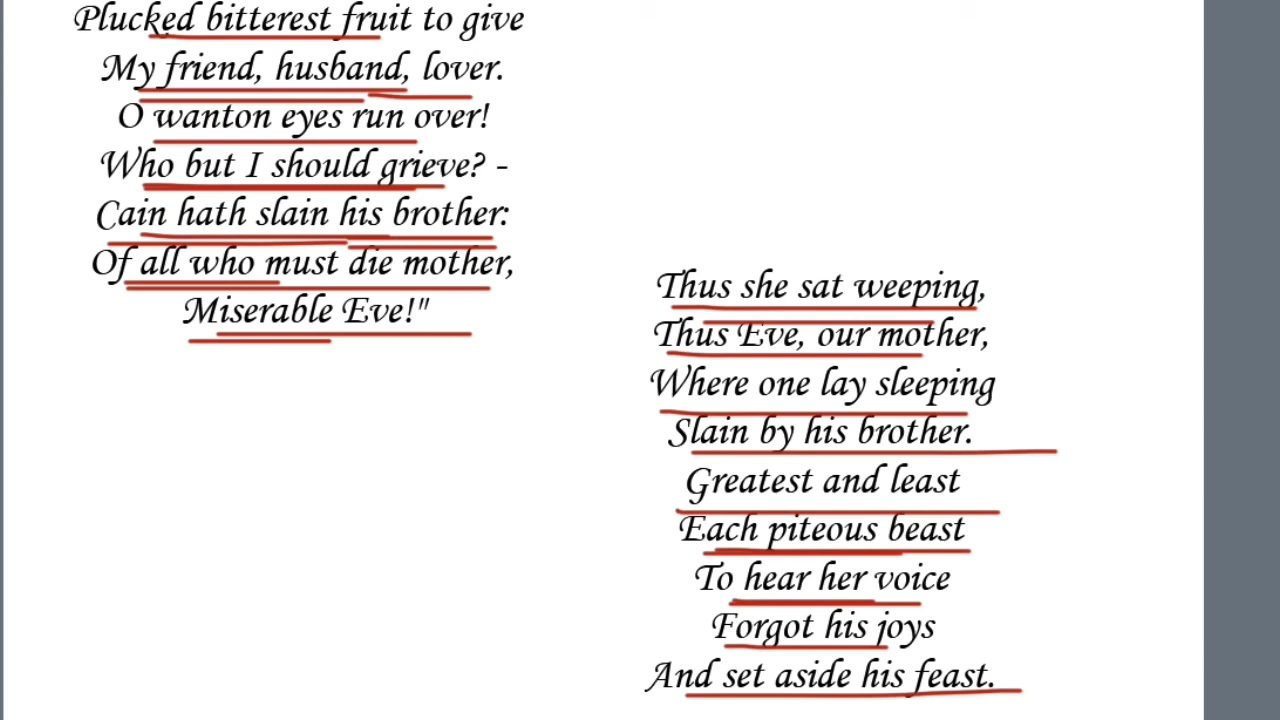 Plucked bitterest fruit to give
My friend, husband, lover.
O wanton eyes run over!
Who but I should grieve? -
Cain hath slain his brother:
Of all who must die mother,
Miserable Eve!"
Thus she sat weeping,
Thus Eve, our mother,
Where one lay sleeping
Slain by his brother.
Greatest and least
Each piteous beast
To hear her voice
Forgot his joys
And set aside his feast.